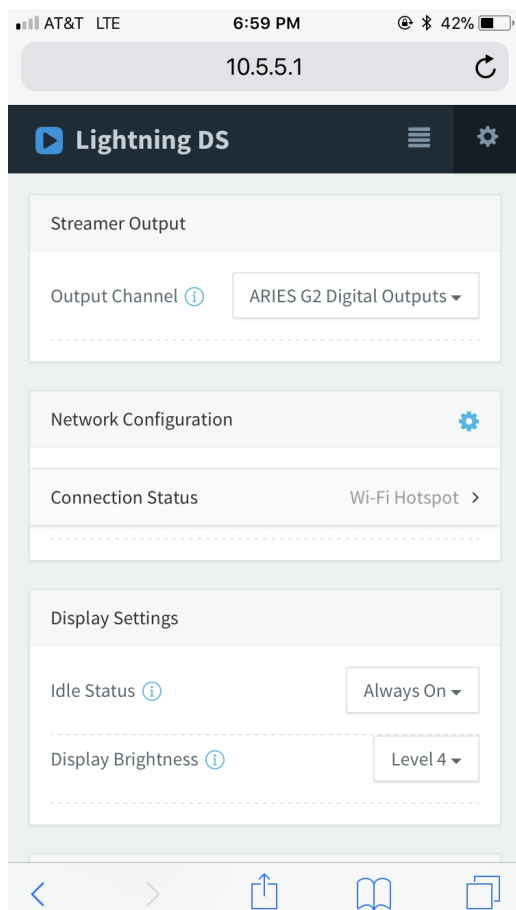 AT&T LTE 6:59 PM 42%
10.5.5.1
Lightning DS
Streamer Output
Output Channel ARIES G2 Digital Outputs
Network Configuration
Connection Status Wi-Fi Hotspot
Display Settings
Idle Status Always On
Display Brightness Level 4